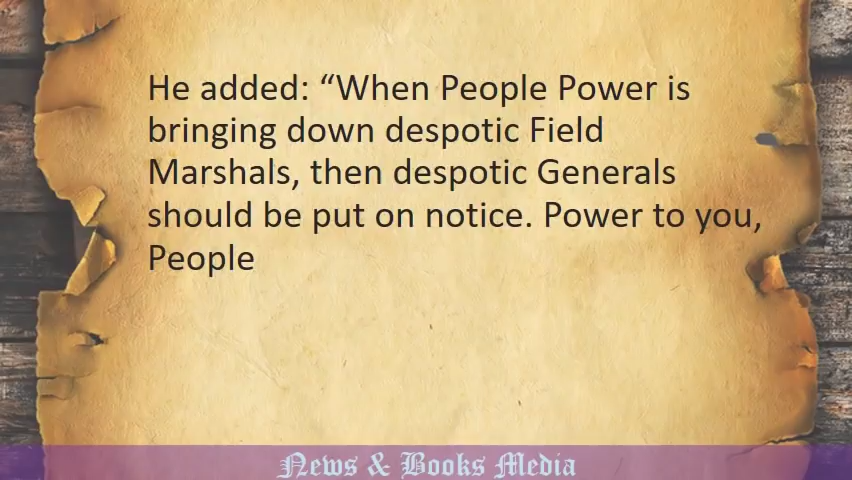 He added: “When People Power is
bringing down despotic Field
Marshals, then despotic Generals
should be put on notice. Power to you,
People
News & Books Media